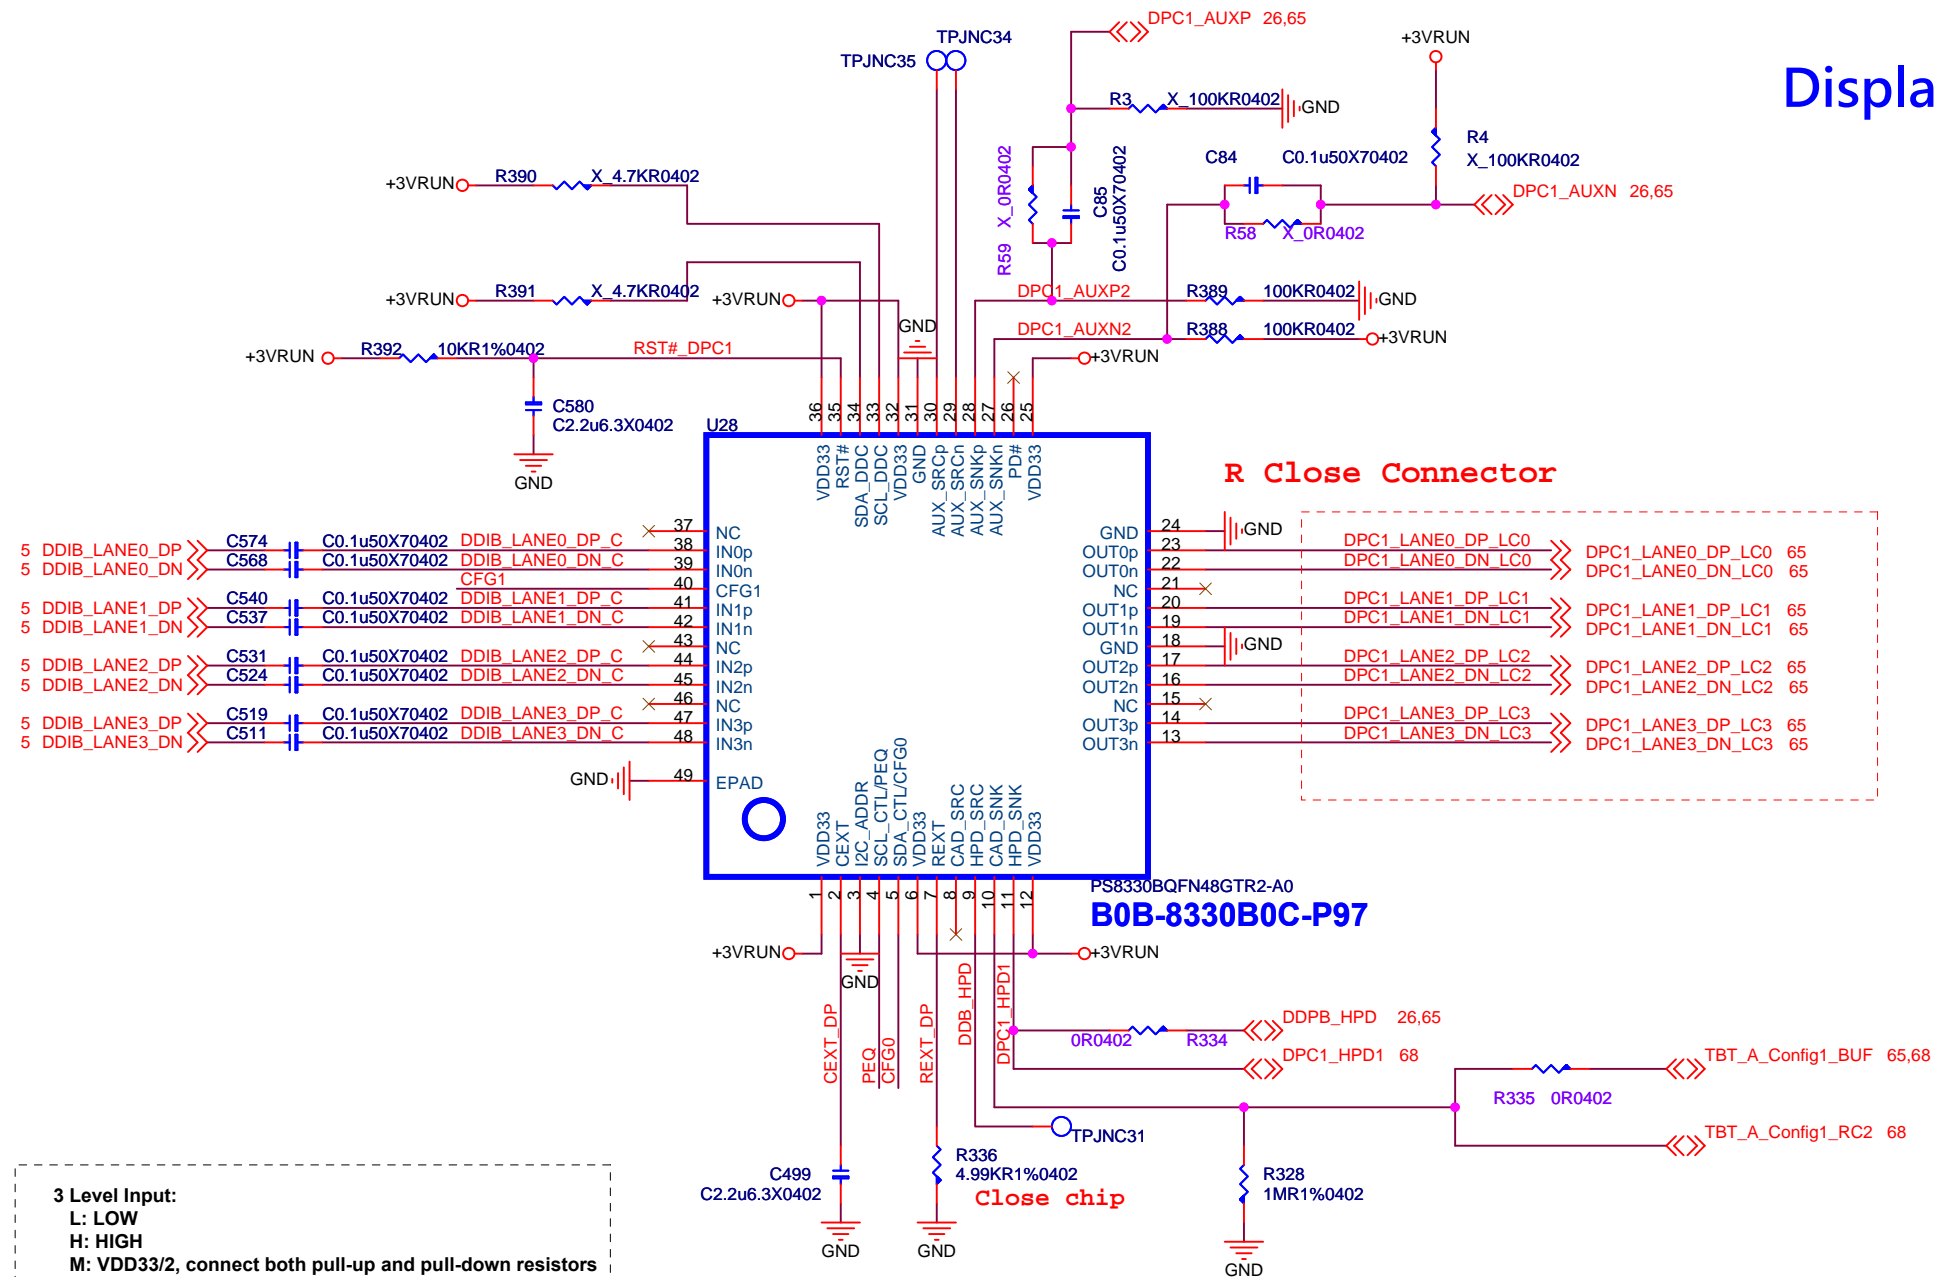 DPC1_AUXP 26,65
TPJNC34
TPJNC35
+3VRUN
Displa
R3 X_100KR0402 GND
R4
X_100KR0402
C84 C0.1u50X70402
R59 X_0R0402
C85
C0.1u50X70402
+3VRUN R390 X_4.7KR0402
DPC1_AUXN 26,65
R58 X_0R0402
+3VRUN R391 X_4.7KR0402 +3VRUN
DPC1_AUXP2 R389 100KR0402 GND
GND
DPC1_AUXN2 R388 100KR0402 +3VRUN
+3VRUN R392 10KR1%0402 RST#_DPC1
+3VRUN
C580
C2.2u6.3X0402
GND
U28
36 35 34 33 32 31 30 29 28 27 26 25
VDD33 RST# SDA_DDC SCL_DDC VDD33 GND AUX_SRCp AUX_SRCn AUX_SNKp AUX_SNKn PD# VDD33
R Close Connector
37 NC
5 DDIB_LANE0_DP C574 C0.1u50X70402 DDIB_LANE0_DP_C 38 IN0p
5 DDIB_LANE0_DN C568 C0.1u50X70402 DDIB_LANE0_DN_C 39 IN0n
CFG1 40 CFG1
5 DDIB_LANE1_DP C540 C0.1u50X70402 DDIB_LANE1_DP_C 41 IN1p
5 DDIB_LANE1_DN C537 C0.1u50X70402 DDIB_LANE1_DN_C 42 IN1n
43 NC
5 DDIB_LANE2_DP C531 C0.1u50X70402 DDIB_LANE2_DP_C 44 IN2p
5 DDIB_LANE2_DN C524 C0.1u50X70402 DDIB_LANE2_DN_C 45 IN2n
46 NC
5 DDIB_LANE3_DP C519 C0.1u50X70402 DDIB_LANE3_DP_C 47 IN3p
5 DDIB_LANE3_DN C511 C0.1u50X70402 DDIB_LANE3_DN_C 48 IN3n
GND 49 EPAD
GND 24 GND
OUT0p 23 DPC1_LANE0_DP_LC0 DPC1_LANE0_DP_LC0 65
OUT0n 22 DPC1_LANE0_DN_LC0 DPC1_LANE0_DN_LC0 65
NC 21
OUT1p 20 DPC1_LANE1_DP_LC1 DPC1_LANE1_DP_LC1 65
OUT1n 19 DPC1_LANE1_DN_LC1 DPC1_LANE1_DN_LC1 65
GND 18 GND
OUT2p 17 DPC1_LANE2_DP_LC2 DPC1_LANE2_DP_LC2 65
OUT2n 16 DPC1_LANE2_DN_LC2 DPC1_LANE2_DN_LC2 65
NC 15
OUT3p 14 DPC1_LANE3_DP_LC3 DPC1_LANE3_DP_LC3 65
OUT3n 13 DPC1_LANE3_DN_LC3 DPC1_LANE3_DN_LC3 65
VDD33 CEXT I2C_ADDR SCL_CTL/PEQ SDA_CTL/CFG0 VDD33 REXT CAD_SRC HPD_SRC CAD_SNK HPD_SNK VDD33
1 2 3 4 5 6 7 8 9 10 11 12
PS8330BQFN48GTR2-A0
B0B-8330B0C-P97
+3VRUN GND +3VRUN
CEXT_DP PEQ CFG0 REXT_DP DDB_HPD DPC1_HPD1
0R0402 R334 DDPB_HPD 26,65
DPC1_HPD1 68
TBT_A_Config1_BUF 65,68
R335 0R0402
TPJNC31
TBT_A_Config1_RC2 68
C499
C2.2u6.3X0402
GND
R336
4.99KR1%0402
Close chip
GND
R328
1MR1%0402
GND
3 Level Input:
L: LOW
H: HIGH
M: VDD33/2, connect both pull-up and pull-down resistors